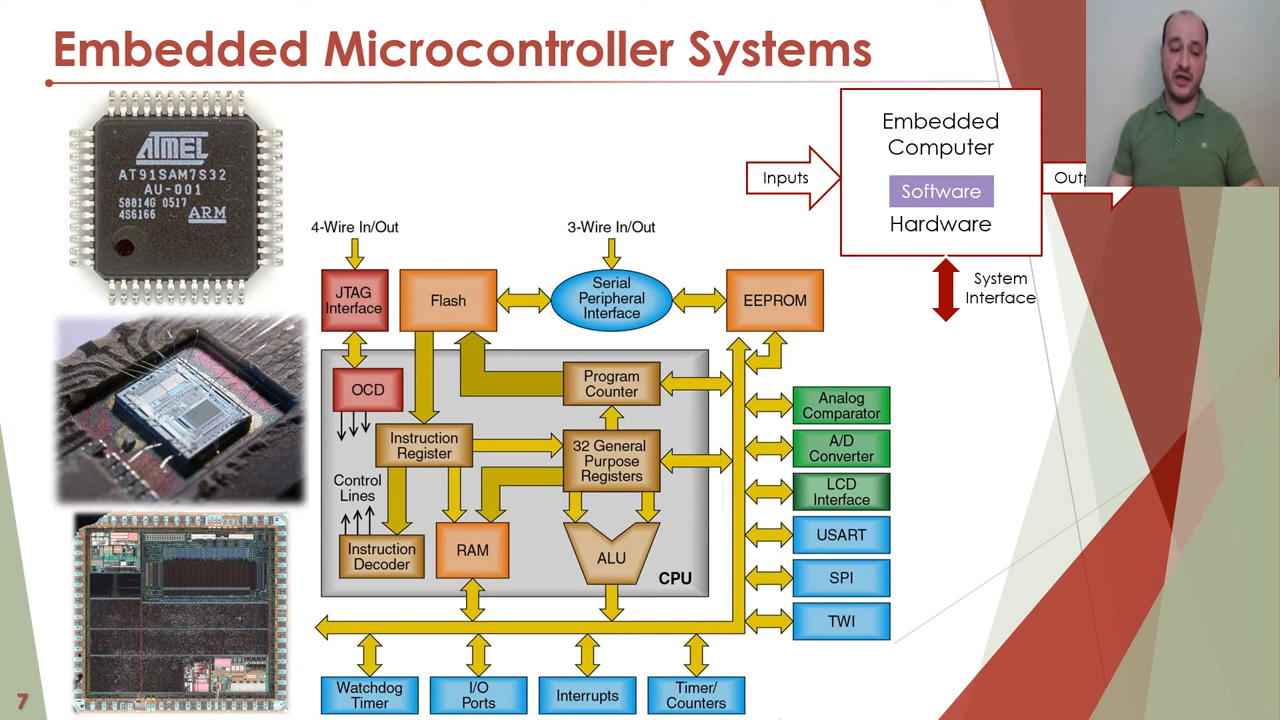 Embedded Microcontroller Systems
ATMEL
AT91SAM7S32
AU-001
58814G 0517
4S6166 ARM
Inputs
Embedded
Computer
Software
Hardware
Outp
System
Interface
4-Wire In/Out
3-Wire In/Out
JTAG
Interface
Flash
Serial
Peripheral
Interface
EEPROM
OCD
Program
Counter
Instruction
Register
32 General
Purpose
Registers
Control
Lines
Instruction
Decoder
RAM
ALU
CPU
Analog
Comparator
A/D
Converter
LCD
Interface
USART
SPI
TWI
Watchdog
Timer
I/O
Ports
Interrupts
Timer/
Counters
7